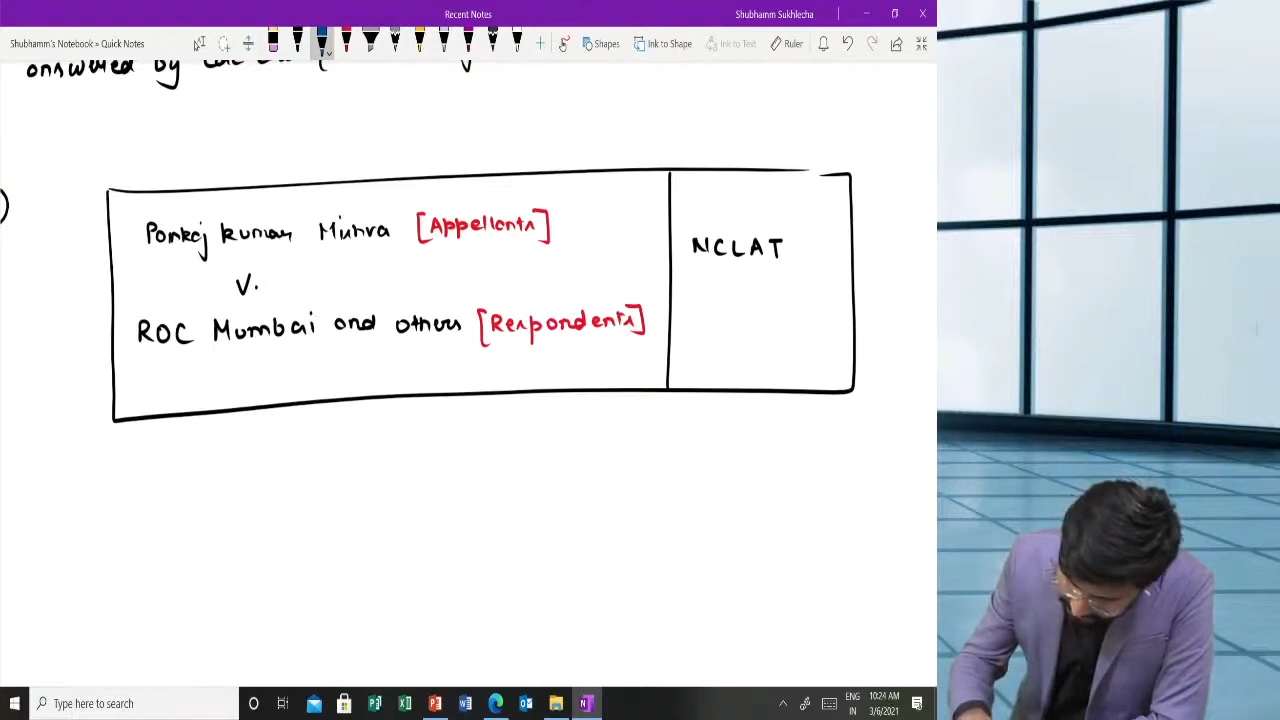 Recent Notes
Shubhamm Sukhlecha
Shubhamm's Notebook » Quick Notes
Shapes
Ink to Shape
Ink to Text
Ruler
answered by
Pankaj Kumar Mishra [Appellants]
NCLAT
V.
ROC Mumbai and others [Respondents]
Type here to search
ENG
IN
10:24 AM
3/6/2021